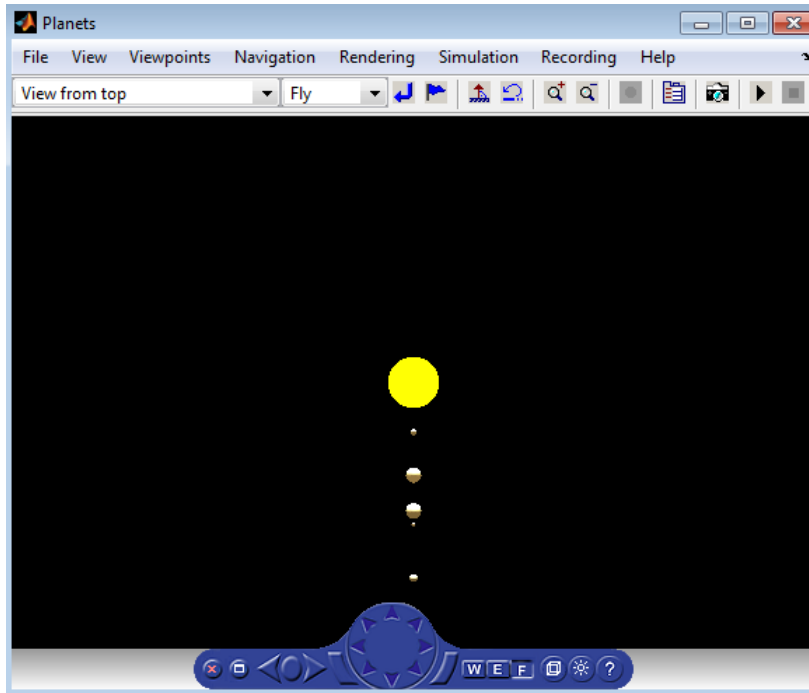 Planets
File View Viewpoints Navigation Rendering Simulation Recording Help
View from top Fly
W E F ?